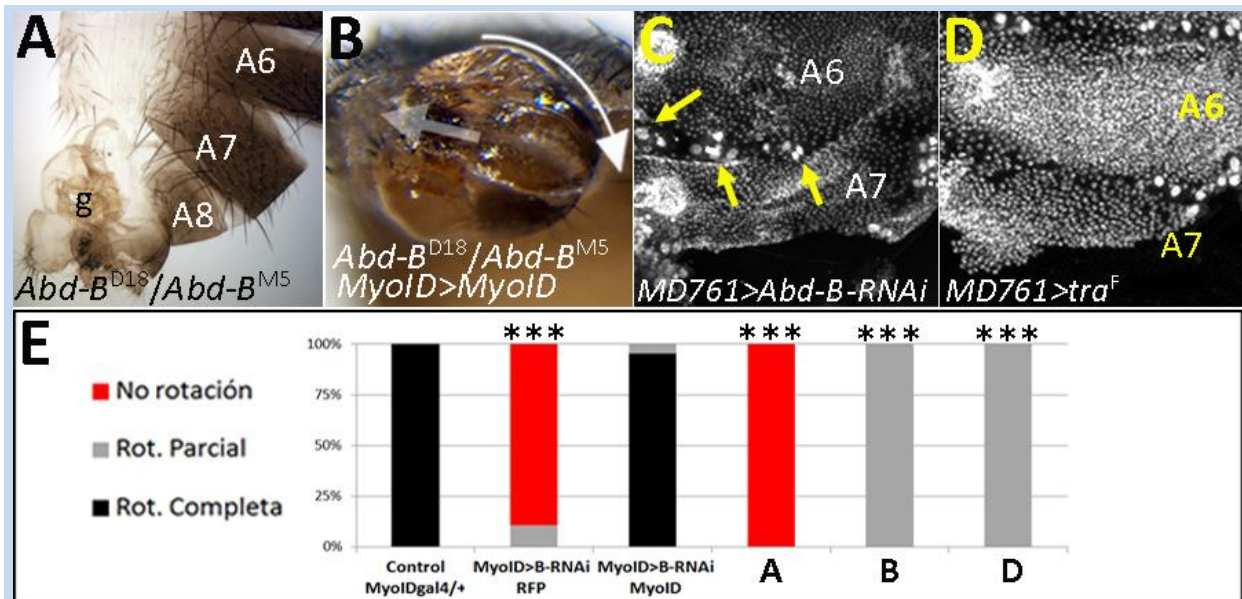 A
A6
A7
A8
g
Abd-B^D18/Abd-B^M5
B
Abd-B^D18/Abd-B^M5
MyoID>MyoID
C
A6
A7
MD761>Abd-B-RNAi
D
A6
A7
MD761>tra^F
E
No rotación
Rot. Parcial
Rot. Completa
100%
75%
50%
25%
0%
***
***
***
***
Control
MyoIDgal4/+
MyoID>B-RNAi
RFP
MyoID>B-RNAi
MyoID
A
B
D